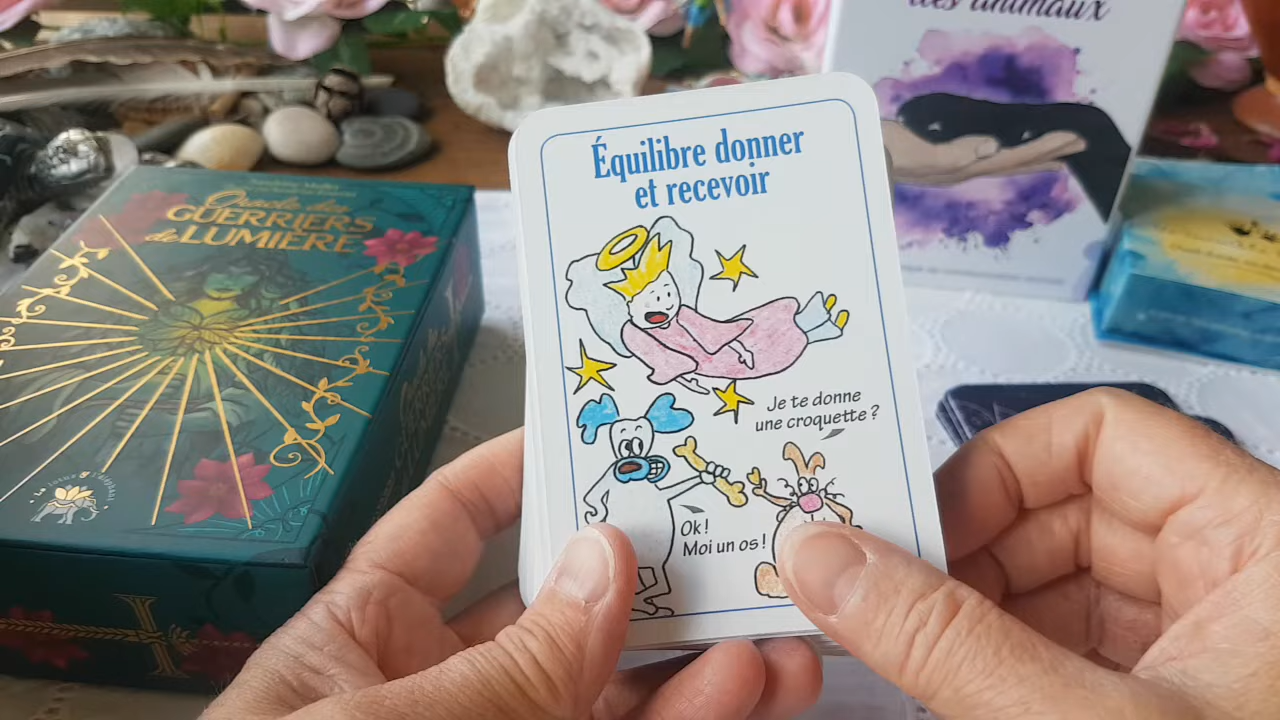 des animaux
Équilibre donner
et recevoir
Oracle des
GUERRIERS
de LUMIÈRE
Je te donne
une croquette ?
Ok !
Moi un os !